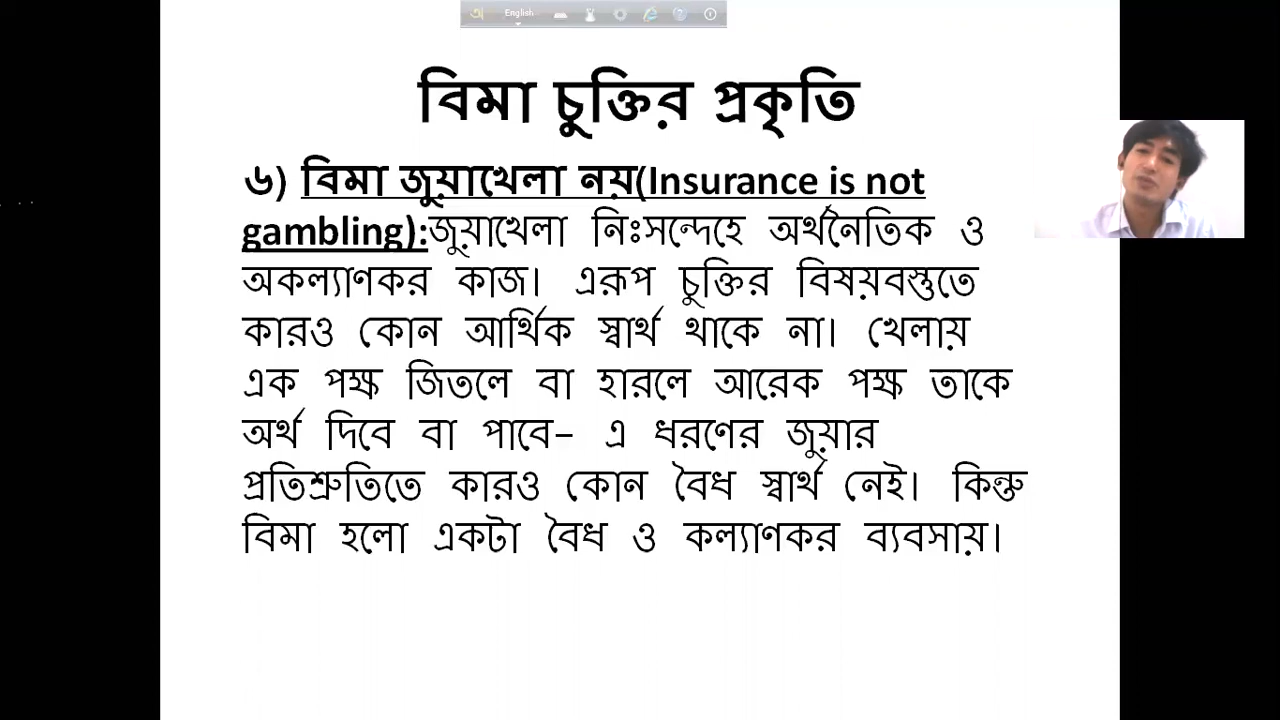 English
বিমা চুক্তির প্রকৃতি
৬) বিমা জুয়াখেলা নয়(Insurance is not
gambling):জুয়াখেলা নিঃসন্দেহে অর্থনৈতিক ও
অকল্যাণকর কাজ। এরূপ চুক্তির বিষয়বস্তুতে
কারও কোন আর্থিক স্বার্থ থাকে না। খেলায়
এক পক্ষ জিতলে বা হারলে আরেক পক্ষ তাকে
অর্থ দিবে বা পাবে– এ ধরণের জুয়ার
প্রতিশ্রুতিতে কারও কোন বৈধ স্বার্থ নেই। কিন্তু
বিমা হলো একটা বৈধ ও কল্যাণকর ব্যবসায়।